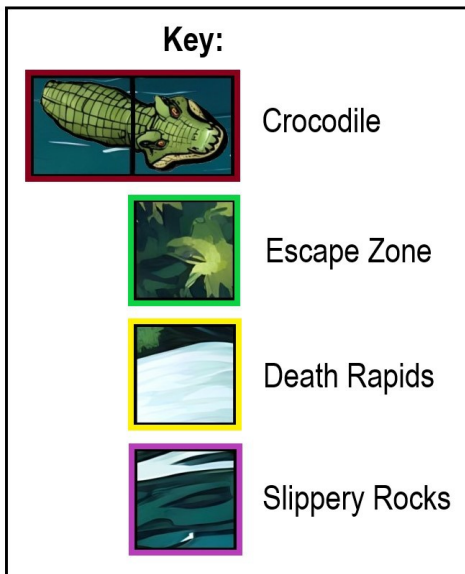 Key:
Crocodile
Escape Zone
Death Rapids
Slippery Rocks